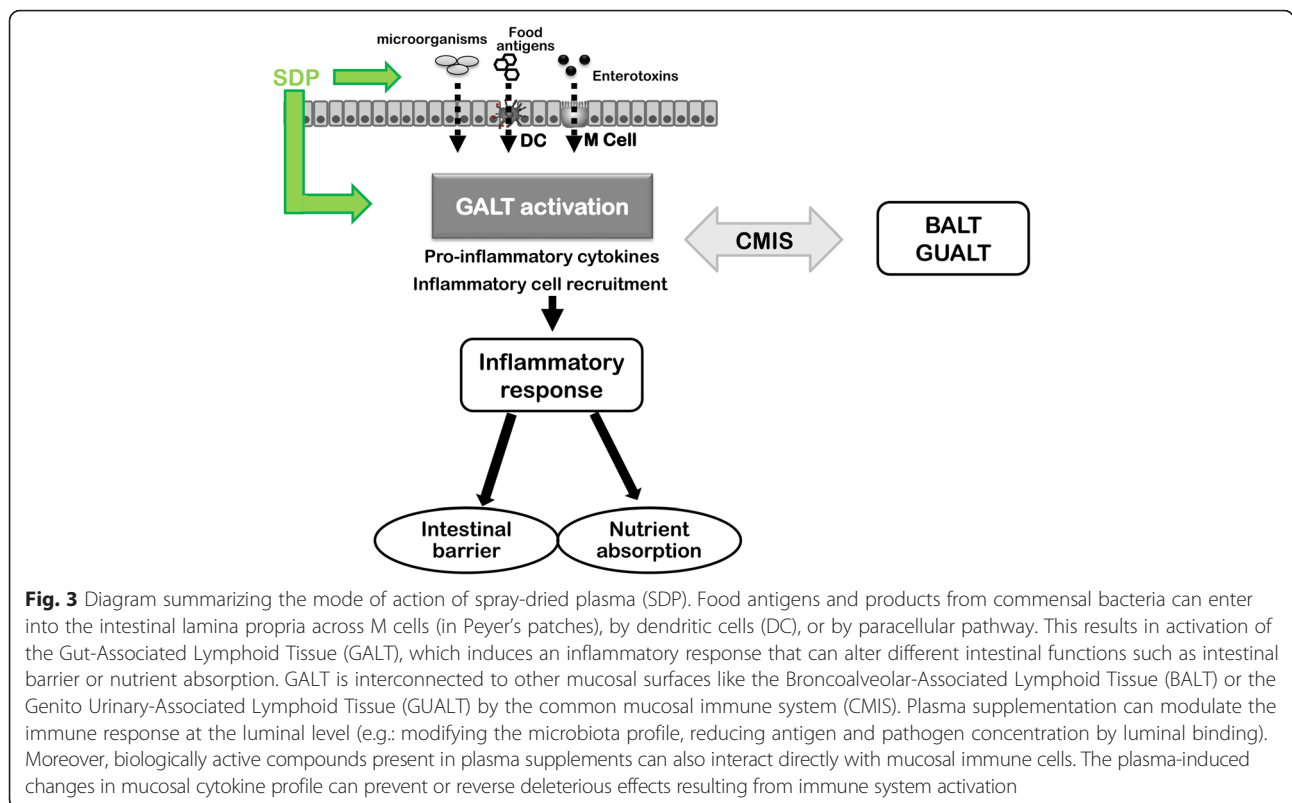 microorganisms
Food
antigens
Enterotoxins
SDP
DC
M Cell
GALT activation
CMIS
BALT
GUALT
Pro-inflammatory cytokines
Inflammatory cell recruitment
Inflammatory
response
Intestinal
barrier
Nutrient
absorption
Fig. 3 Diagram summarizing the mode of action of spray-dried plasma (SDP). Food antigens and products from commensal bacteria can enter
into the intestinal lamina propria across M cells (in Peyer's patches), by dendritic cells (DC), or by paracellular pathway. This results in activation of
the Gut-Associated Lymphoid Tissue (GALT), which induces an inflammatory response that can alter different intestinal functions such as intestinal
barrier or nutrient absorption. GALT is interconnected to other mucosal surfaces like the Broncoalveolar-Associated Lymphoid Tissue (BALT) or the
Genito Urinary-Associated Lymphoid Tissue (GUALT) by the common mucosal immune system (CMIS). Plasma supplementation can modulate the
immune response at the luminal level (e.g.: modifying the microbiota profile, reducing antigen and pathogen concentration by luminal binding).
Moreover, biologically active compounds present in plasma supplements can also interact directly with mucosal immune cells. The plasma-induced
changes in mucosal cytokine profile can prevent or reverse deleterious effects resulting from immune system activation